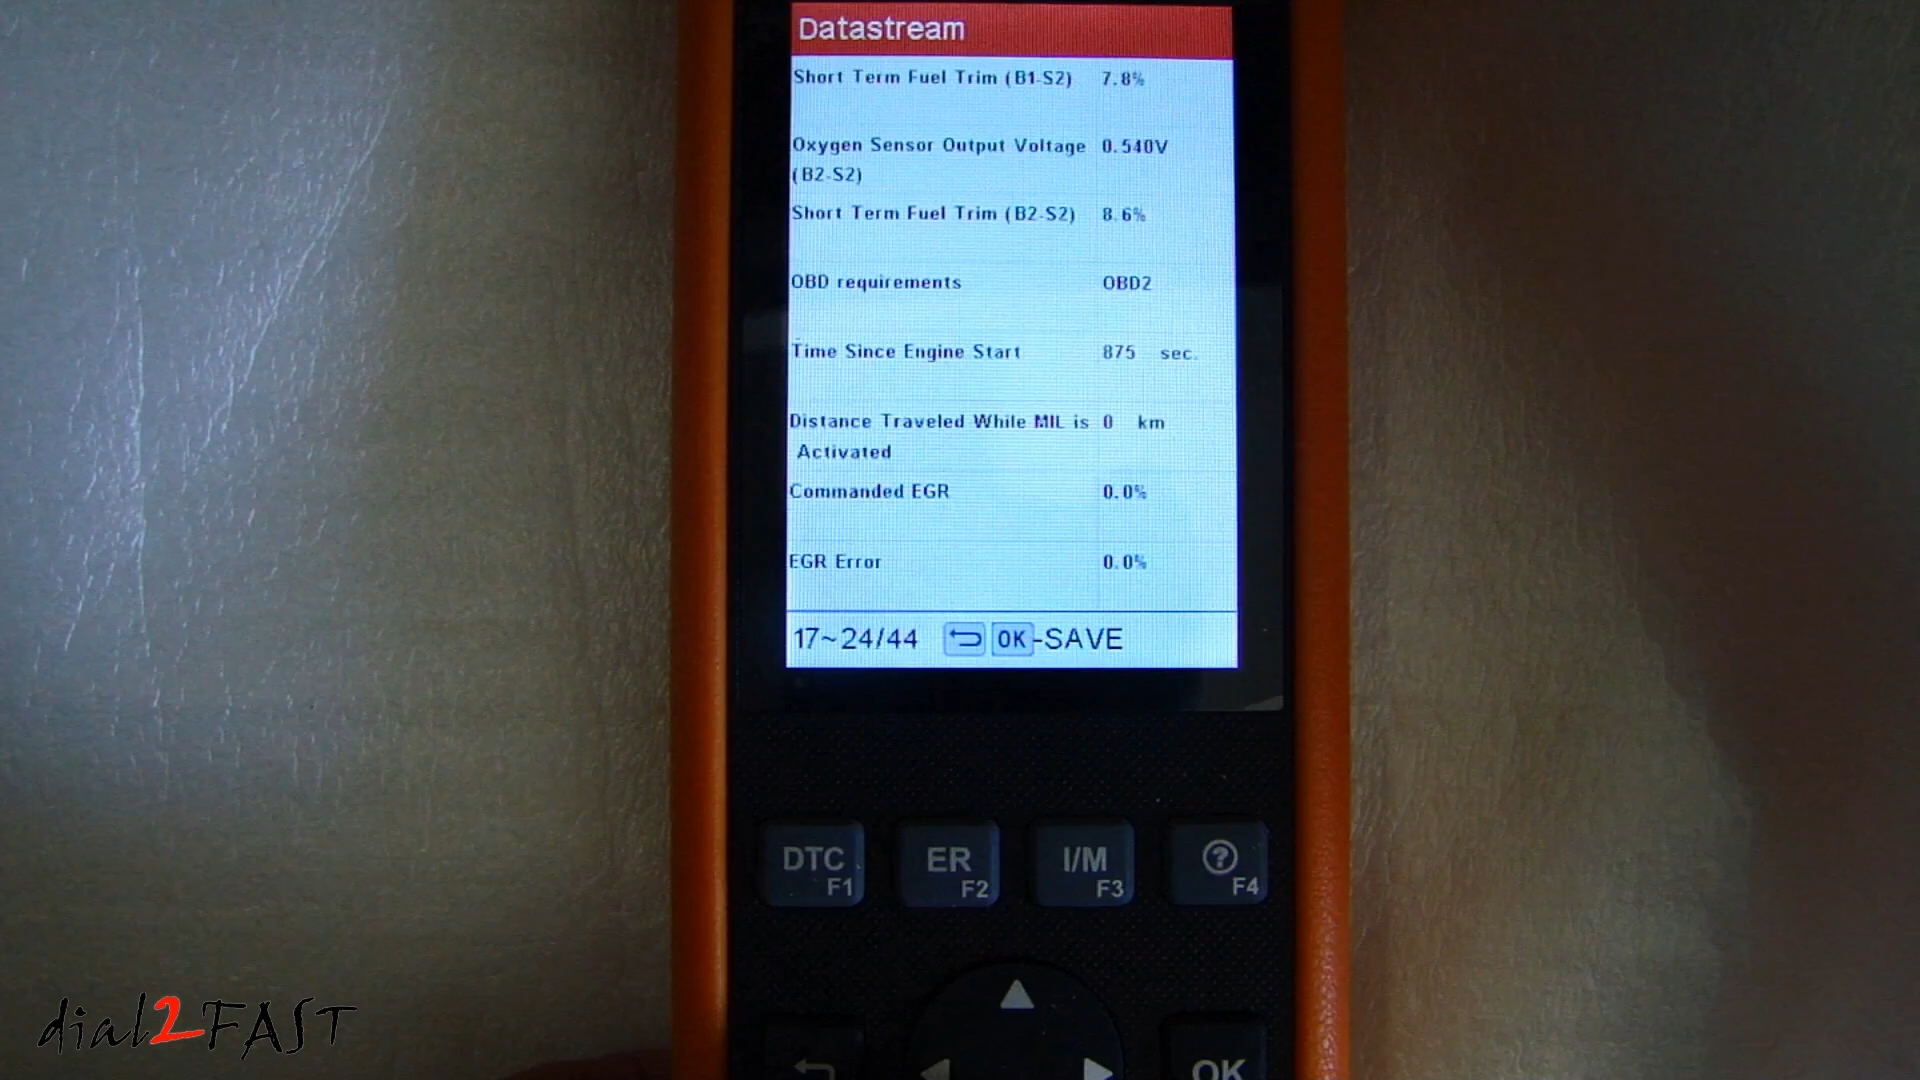 Datastream
Short Term Fuel Trim (B1-S2) 7.8%
Oxygen Sensor Output Voltage 0.540V
(B2-S2)
Short Term Fuel Trim (B2-S2) 8.6%
OBD requirements OBD2
Time Since Engine Start 875 sec.
Distance Traveled While MIL is 0 km
Activated
Commanded EGR 0.0%
EGR Error 0.0%
17~24/44 OK-SAVE
DTC ER I/M ?
F1 F2 F3 F4
OK
dial2FAST